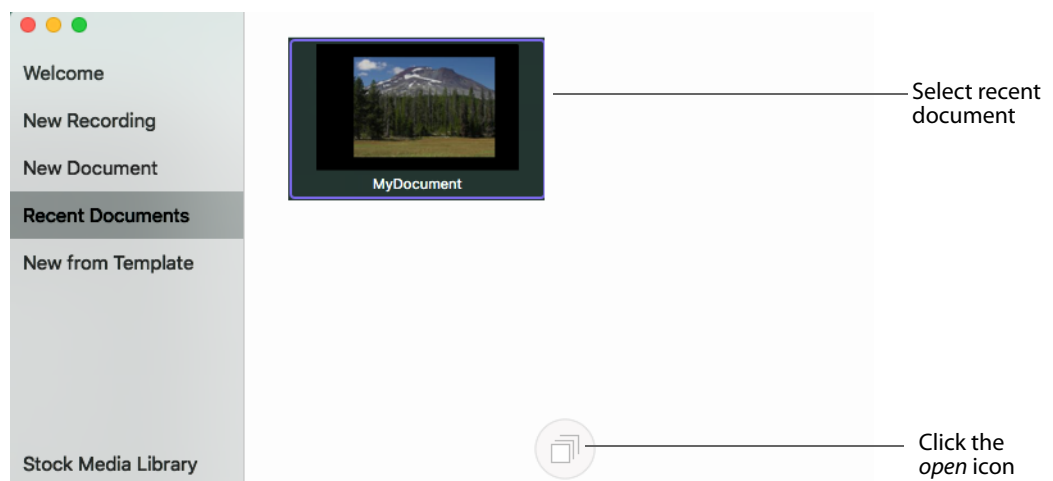 Welcome
New Recording
New Document
Recent Documents
New from Template
Stock Media Library
MyDocument
Select recent
document
Click the
open icon